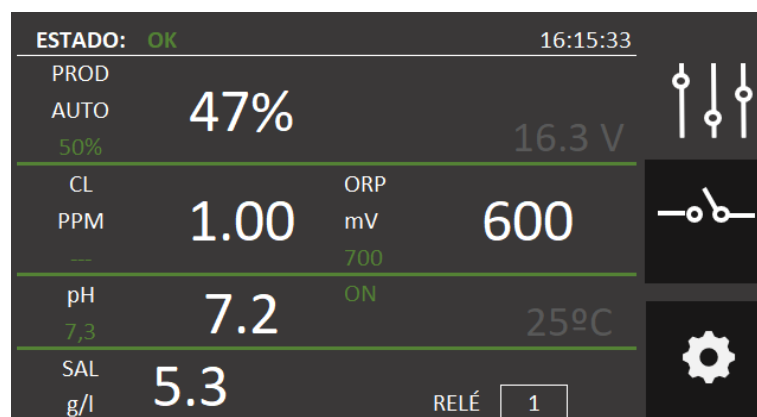 ESTADO: OK 16:15:33
PROD
AUTO 47%
50% 16.3 V
CL ORP
PPM 1.00 mV 600
--- 700
pH 7.2 ON
7,3 25ºC
SAL 5.3
g/l RELÉ 1